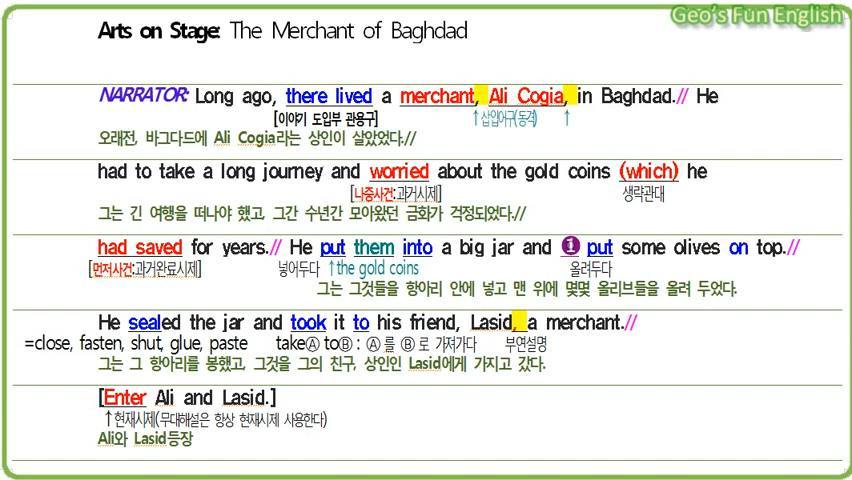 Geo's Fun English
Arts on Stage: The Merchant of Baghdad
NARRATOR: Long ago, there lived a merchant, Ali Cogia, in Baghdad.// He
[이야기 도입부 관용구] ↑삽입어구(동격) ↑
오래전, 바그다드에 Ali Cogia라는 상인이 살았었다.//
had to take a long journey and worried about the gold coins (which) he
[나중사건:과거시제] 생략관대
그는 긴 여행을 떠나야 했고, 그간 수년간 모아왔던 금화가 걱정되었다.//
had saved for years.// He put them into a big jar and ❶ put some olives on top.//
[먼저사건:과거완료시제] 넣어두다 ↑the gold coins 올려두다
그는 그것들을 항아리 안에 넣고 맨 위에 몇몇 올리브들을 올려 두었다.
He sealed the jar and took it to his friend, Lasid, a merchant.//
=close, fasten, shut, glue, paste takeⒶ toⒷ : Ⓐ 를 Ⓑ 로 가져가다 부연설명
그는 그 항아리를 봉했고, 그것을 그의 친구, 상인인 Lasid에게 가지고 갔다.
[Enter Ali and Lasid.]
↑현재시제(무대해설은 항상 현재시제 사용한다)
Ali와 Lasid등장